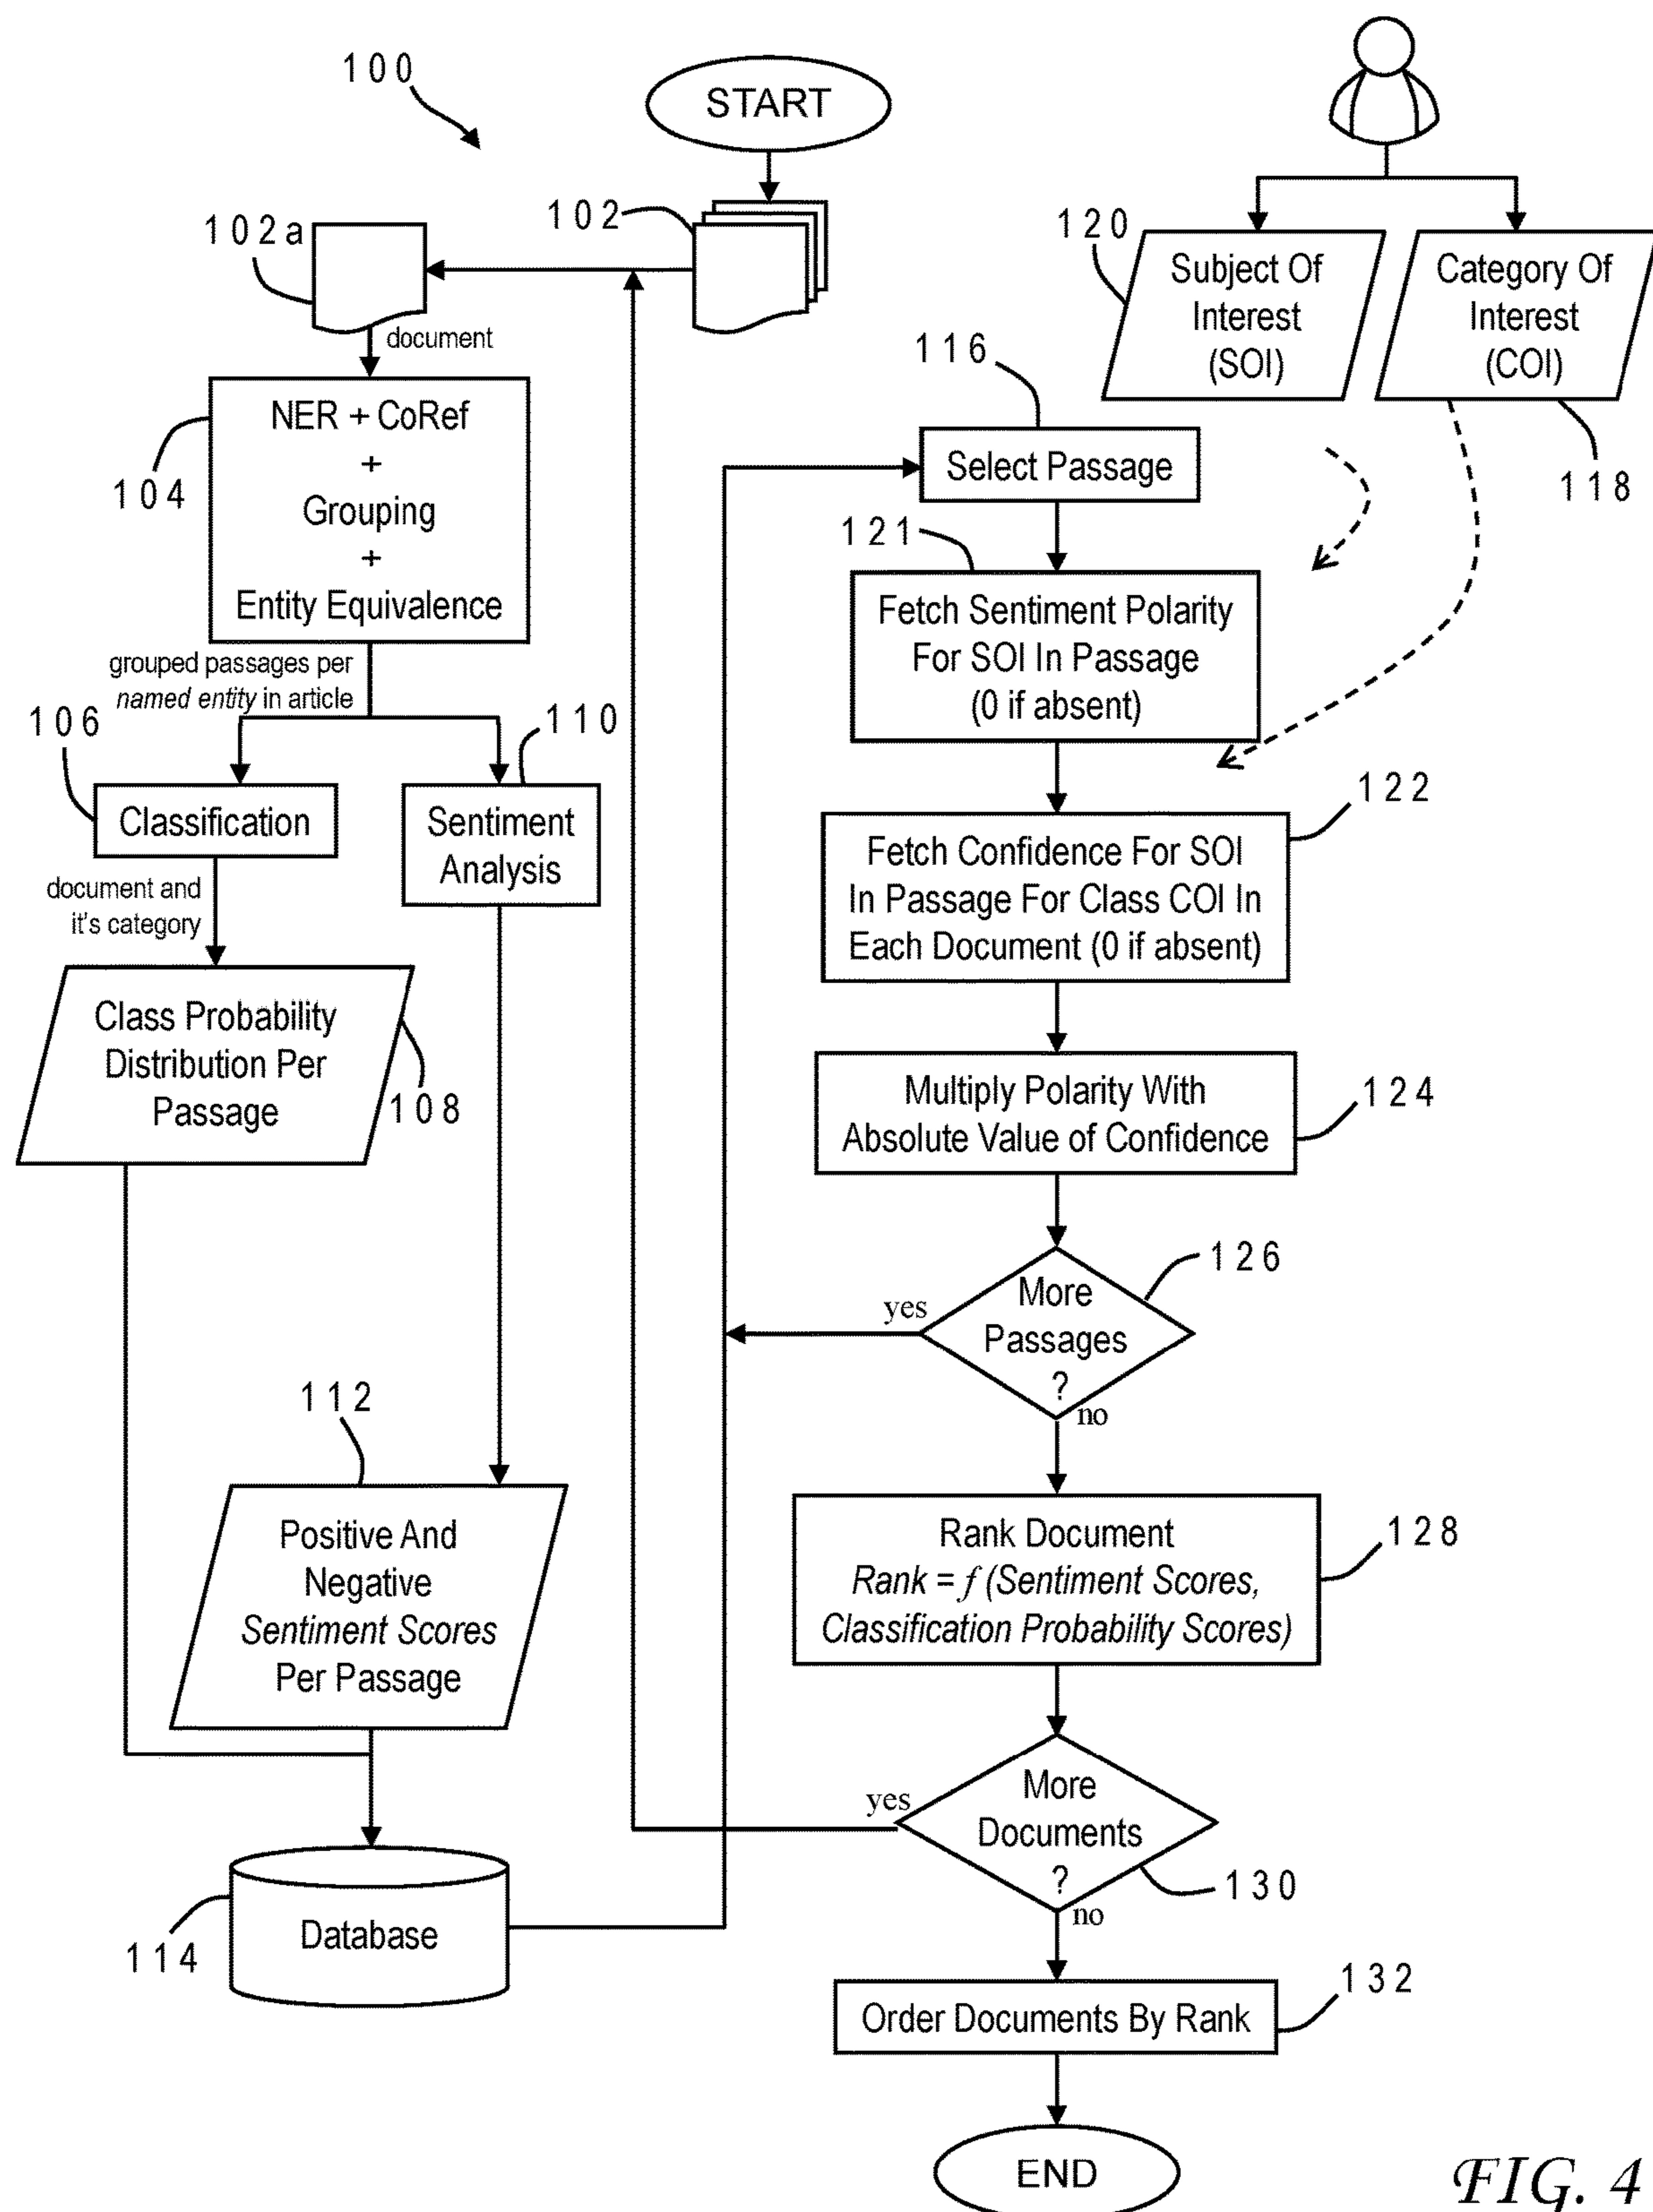 100
START
102a
102
document
120
Subject Of
Interest
(SOI)
Category Of
Interest
(COI)
118
116
Select Passage
104
NER + CoRef
+
Grouping
+
Entity Equivalence
grouped passages per
named entity in article
121
Fetch Sentiment Polarity
For SOI In Passage
(0 if absent)
106
Classification
110
Sentiment
Analysis
document and
it's category
122
Fetch Confidence For SOI
In Passage For Class COI In
Each Document (0 if absent)
Class Probability
Distribution Per
Passage
108
Multiply Polarity With
Absolute Value of Confidence
124
126
More
Passages
?
yes
no
112
Positive And
Negative
Sentiment Scores
Per Passage
Rank Document
Rank = f (Sentiment Scores,
Classification Probability Scores)
128
More
Documents
?
yes
130
no
114
Database
132
Order Documents By Rank
END
FIG. 4